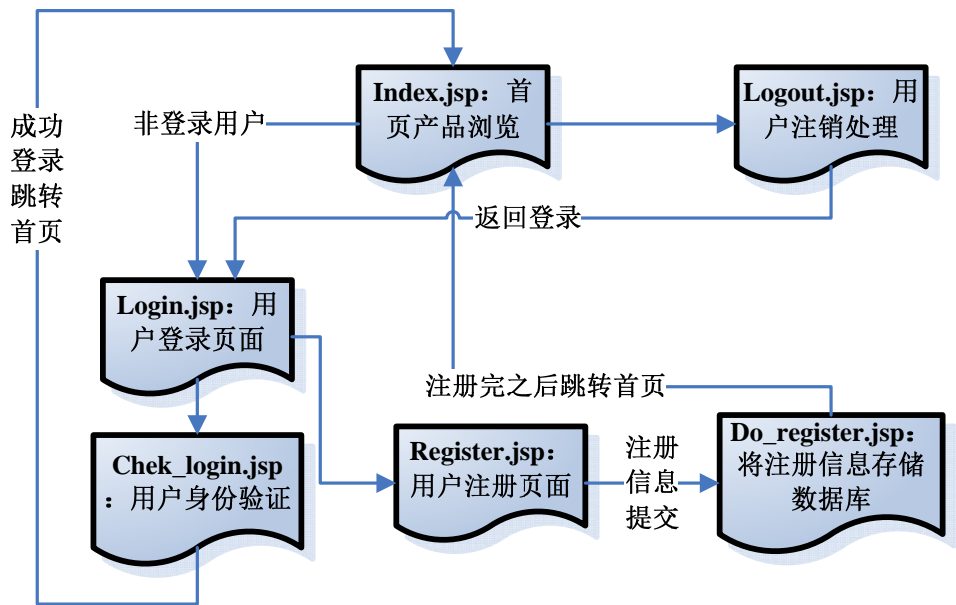 Index.jsp：首
页产品浏览
Logout.jsp：用
户注销处理
成功
登录
跳转
首页
非登录用户
返回登录
Login.jsp：用
户登录页面
注册完之后跳转首页
Chek_login.jsp
：用户身份验证
Register.jsp：
用户注册页面
注册
信息
提交
Do_register.jsp：
将注册信息存储
数据库